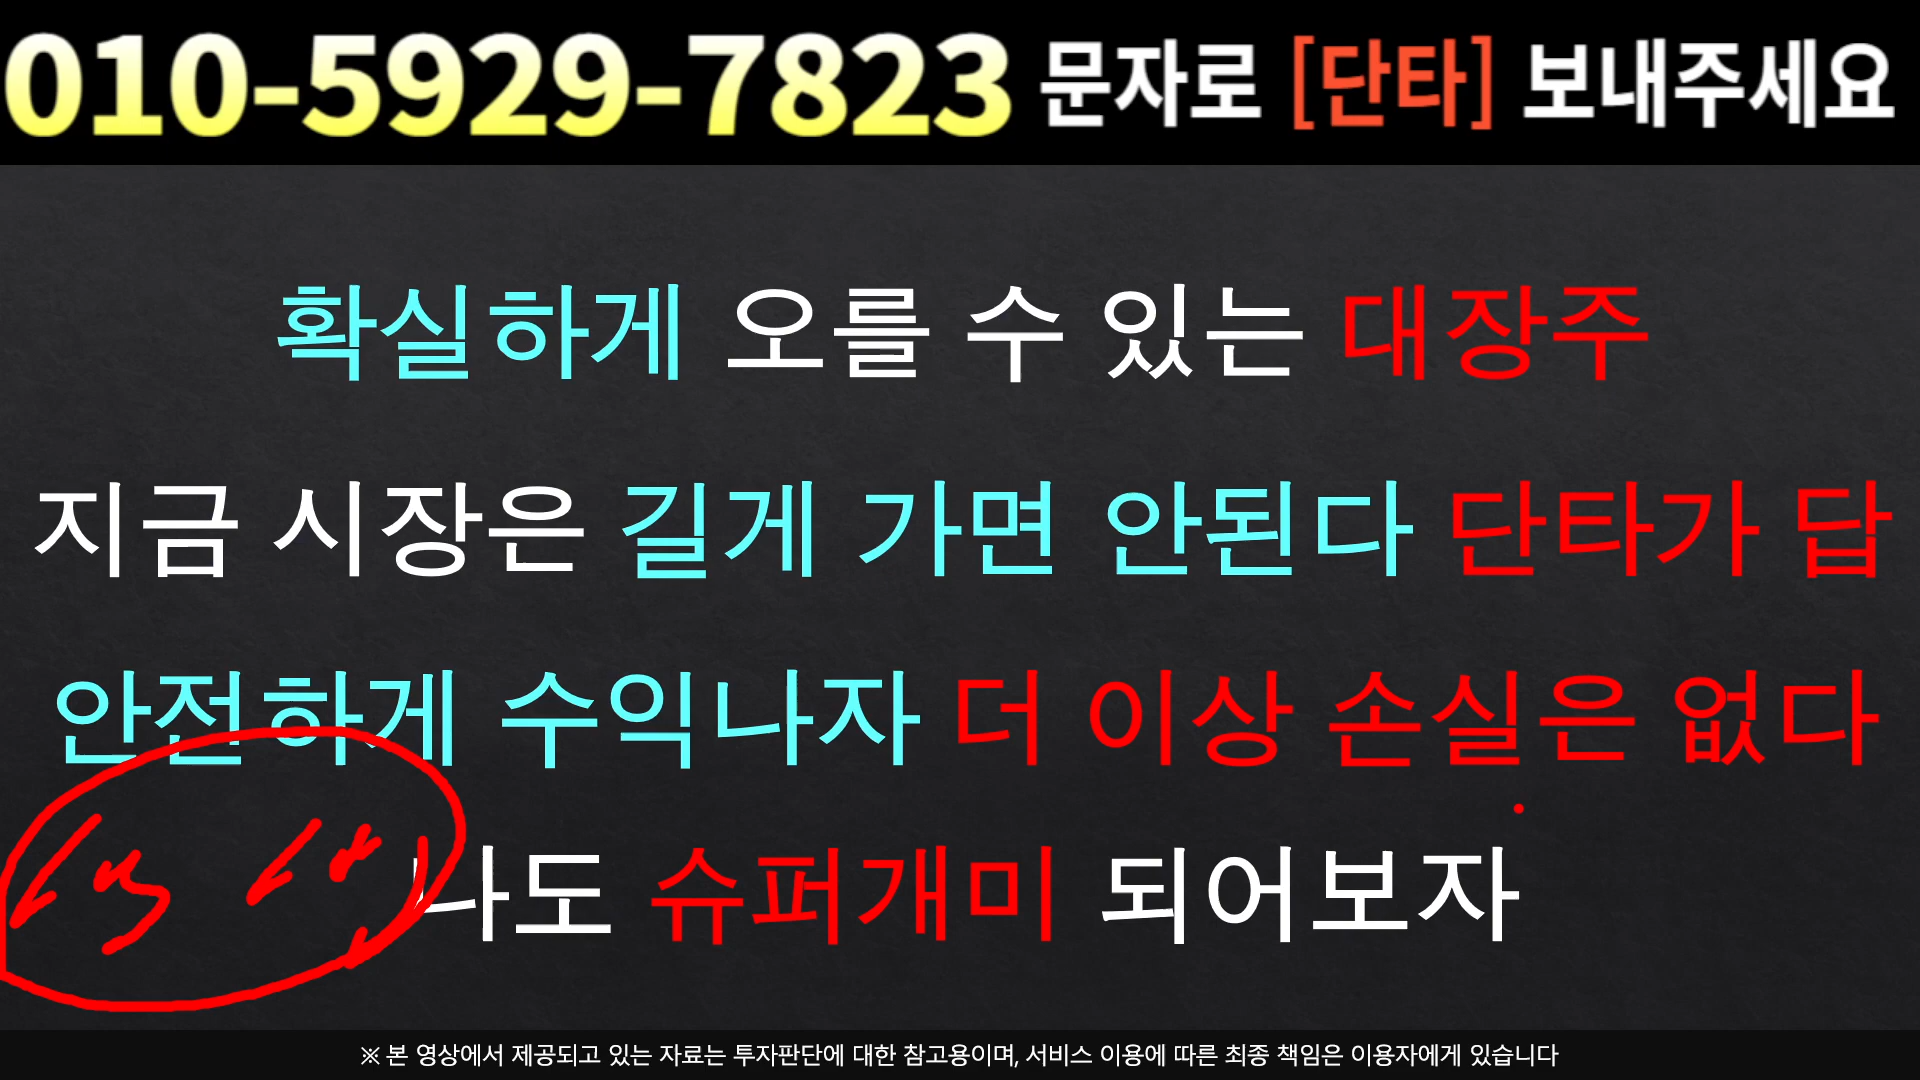 010-5929-7823 문자로 [단타] 보내주세요
확실하게 오를 수 있는 대장주
지금 시장은 길게 가면 안된다 단타가 답
안전하게 수익나자 더 이상 손실은 없다
나도 슈퍼개미 되어보자
※ 본 영상에서 제공되고 있는 자료는 투자판단에 대한 참고용이며, 서비스 이용에 따른 최종 책임은 이용자에게 있습니다